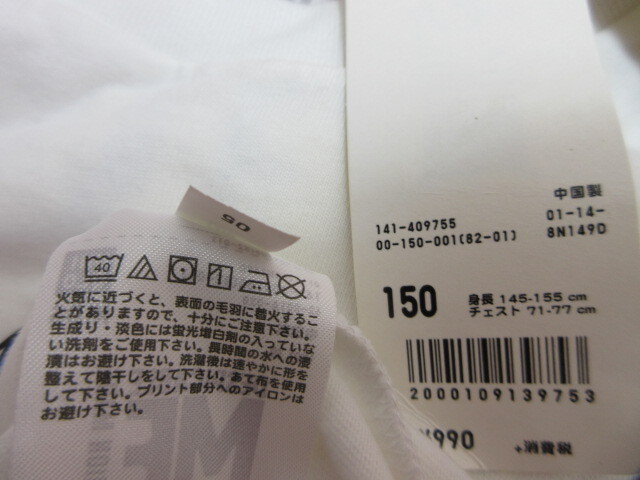 中国製
141-409755 01-14-
00-150-001(82-01) 8N149D
150 身長 145-155 cm
チェスト 71-77 cm
2000109139753
¥990 +消費税
05
40
火気に近づくと、表面の毛羽に着火するこ
とがありますので、十分にご注意下さい。
生成り・淡色には蛍光増白剤の入っていな
い洗剤をご使用下さい。長時間の水への浸
漬はお避け下さい。洗濯後は速やかに形を
整えて陰干しをして下さい。あて布を使用
して下さい。プリント部分へのアイロンは
お避け下さい。